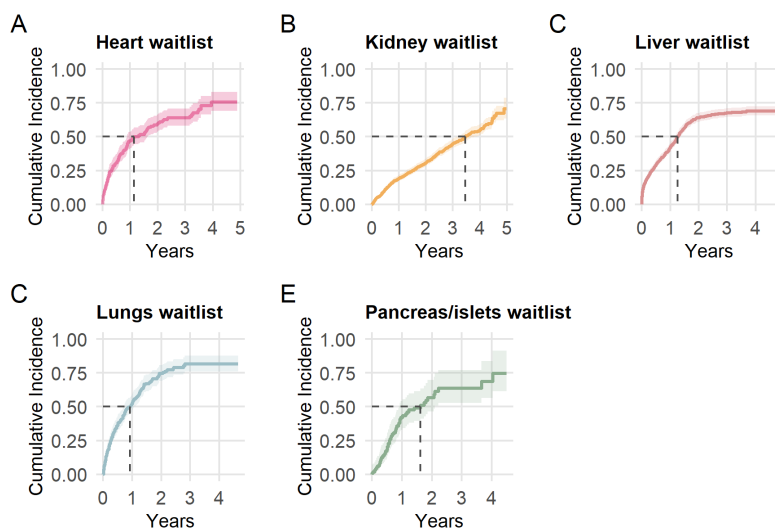 A
Heart waitlist
Cumulative Incidence
1.00
0.75
0.50
0.25
0.00
0 1 2 3 4 5
Years
B
Kidney waitlist
Cumulative Incidence
1.00
0.75
0.50
0.25
0.00
0 1 2 3 4 5
Years
C
Liver waitlist
Cumulative Incidence
1.00
0.75
0.50
0.25
0.00
0 1 2 3 4
Years
C
Lungs waitlist
Cumulative Incidence
1.00
0.75
0.50
0.25
0.00
0 1 2 3 4
Years
E
Pancreas/islets waitlist
Cumulative Incidence
1.00
0.75
0.50
0.25
0.00
0 1 2 3 4
Years